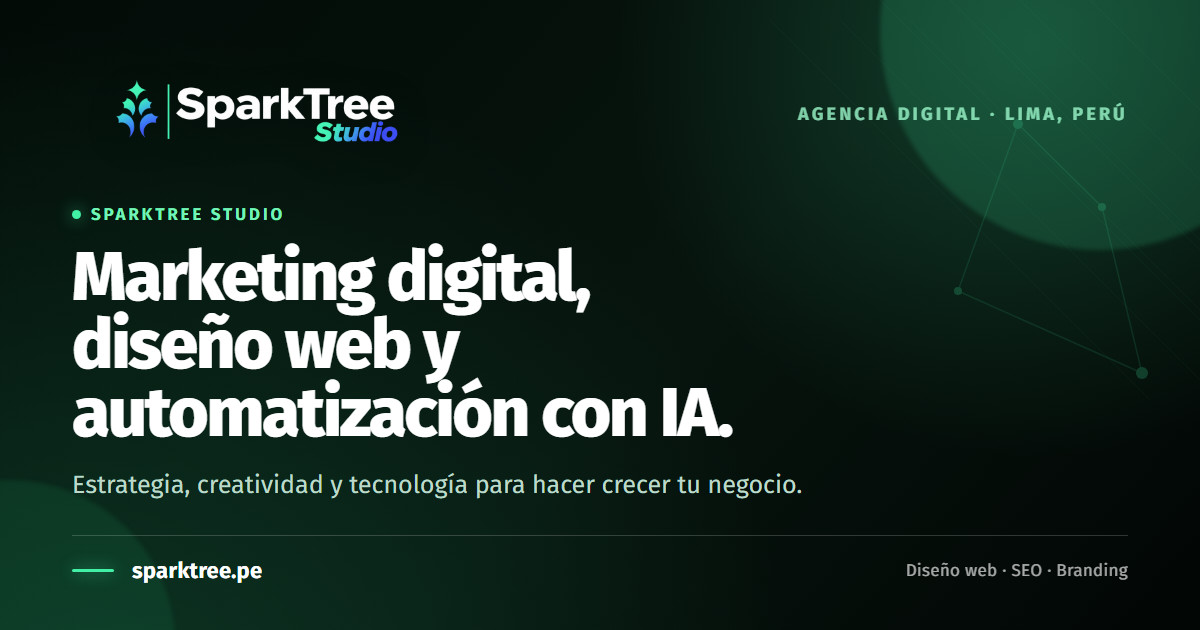 SparkTree
Studio
AGENCIA DIGITAL · LIMA, PERÚ
SPARKTREE STUDIO
Marketing digital,
diseño web y
automatización con IA.
Estrategia, creatividad y tecnología para hacer crecer tu negocio.
sparktree.pe
Diseño web · SEO · Branding